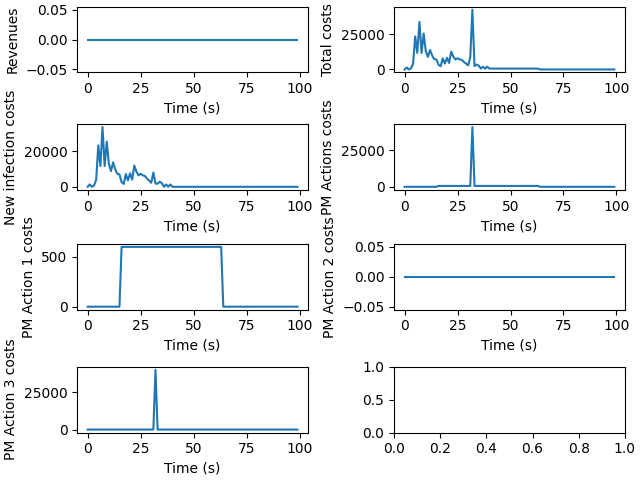 Revenues
0.05
0.00
−0.05
0 25 50 75 100
Time (s)
Total costs
25000
0
0 25 50 75 100
Time (s)
New infection costs
20000
0
0 25 50 75 100
Time (s)
PM Actions costs
25000
0
0 25 50 75 100
Time (s)
PM Action 1 costs
500
0
0 25 50 75 100
Time (s)
PM Action 2 costs
0.05
0.00
−0.05
0 25 50 75 100
Time (s)
PM Action 3 costs
25000
0
0 25 50 75 100
Time (s)
1.0
0.5
0.0
0.0 0.2 0.4 0.6 0.8 1.0